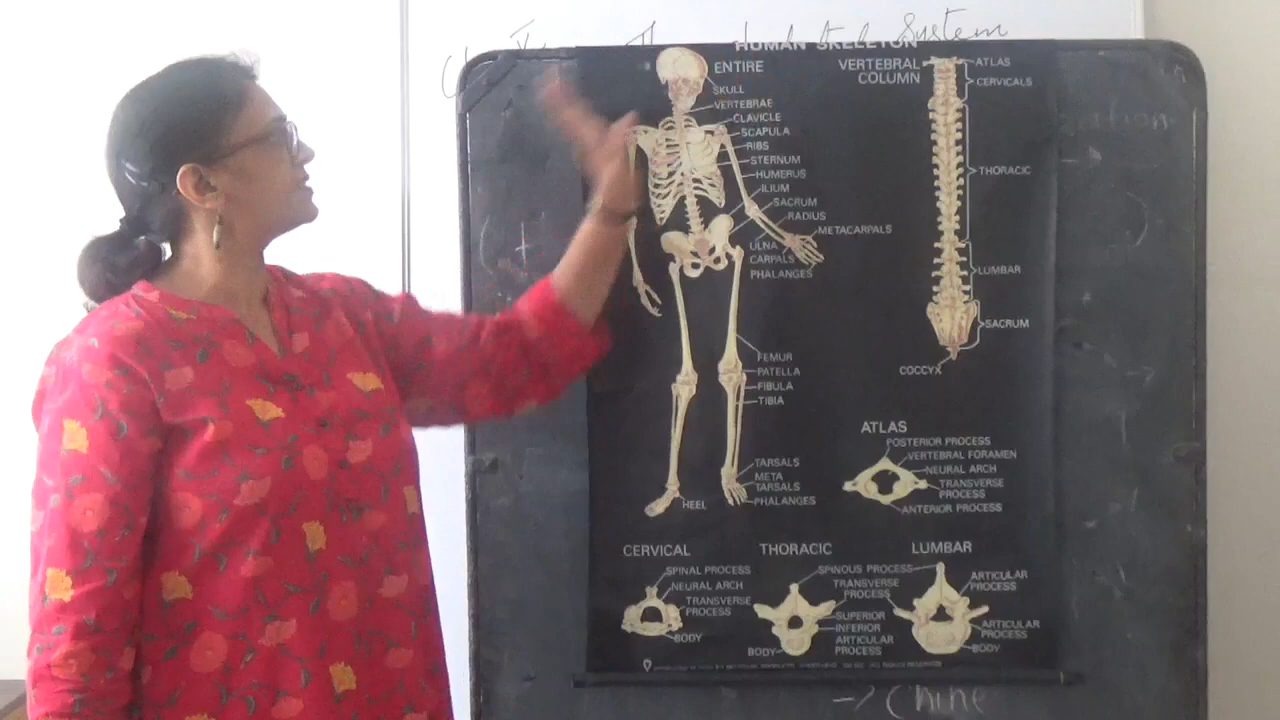 System
HUMAN SKELETON
ENTIRE
SKULL
VERTEBRAE
CLAVICLE
SCAPULA
RIBS
STERNUM
HUMERUS
ILIUM
SACRUM
RADIUS
METACARPALS
ULNA
CARPALS
PHALANGES
FEMUR
PATELLA
FIBULA
TIBIA
TARSALS
META
TARSALS
PHALANGES
HEEL
VERTEBRAL
COLUMN
ATLAS
CERVICALS
THORACIC
LUMBAR
SACRUM
COCCYX
ATLAS
POSTERIOR PROCESS
VERTEBRAL FORAMEN
NEURAL ARCH
TRANSVERSE
PROCESS
ANTERIOR PROCESS
CERVICAL
SPINAL PROCESS
NEURAL ARCH
TRANSVERSE
PROCESS
BODY
THORACIC
SPINOUS PROCESS
TRANSVERSE
PROCESS
SUPERIOR
INFERIOR
ARTICULAR
PROCESS
BODY
LUMBAR
ARTICULAR
PROCESS
ARTICULAR
PROCESS
BODY